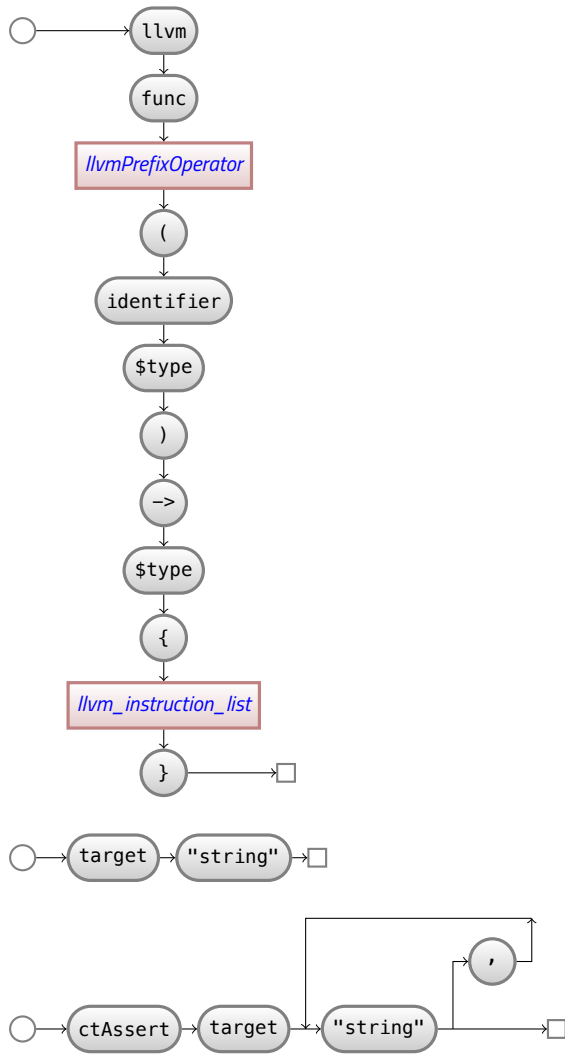 llvm
func
llvmPrefixOperator
(
identifier
$type
)
->
$type
{
llvm_instruction_list
}
target "string"
,
ctAssert target "string"